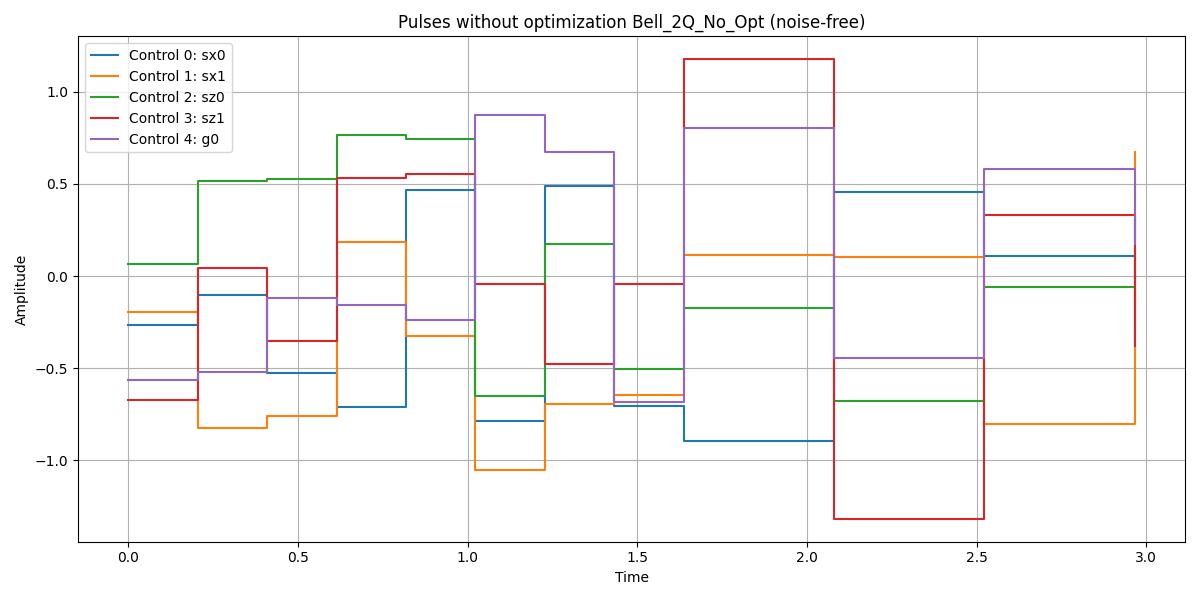 Pulses without optimization Bell_2Q_No_Opt (noise-free)
Control 0: sx0
Control 1: sx1
Control 2: sz0
Control 3: sz1
Control 4: g0
Amplitude
1.0
0.5
0.0
−0.5
−1.0
0.0 0.5 1.0 1.5 2.0 2.5 3.0
Time